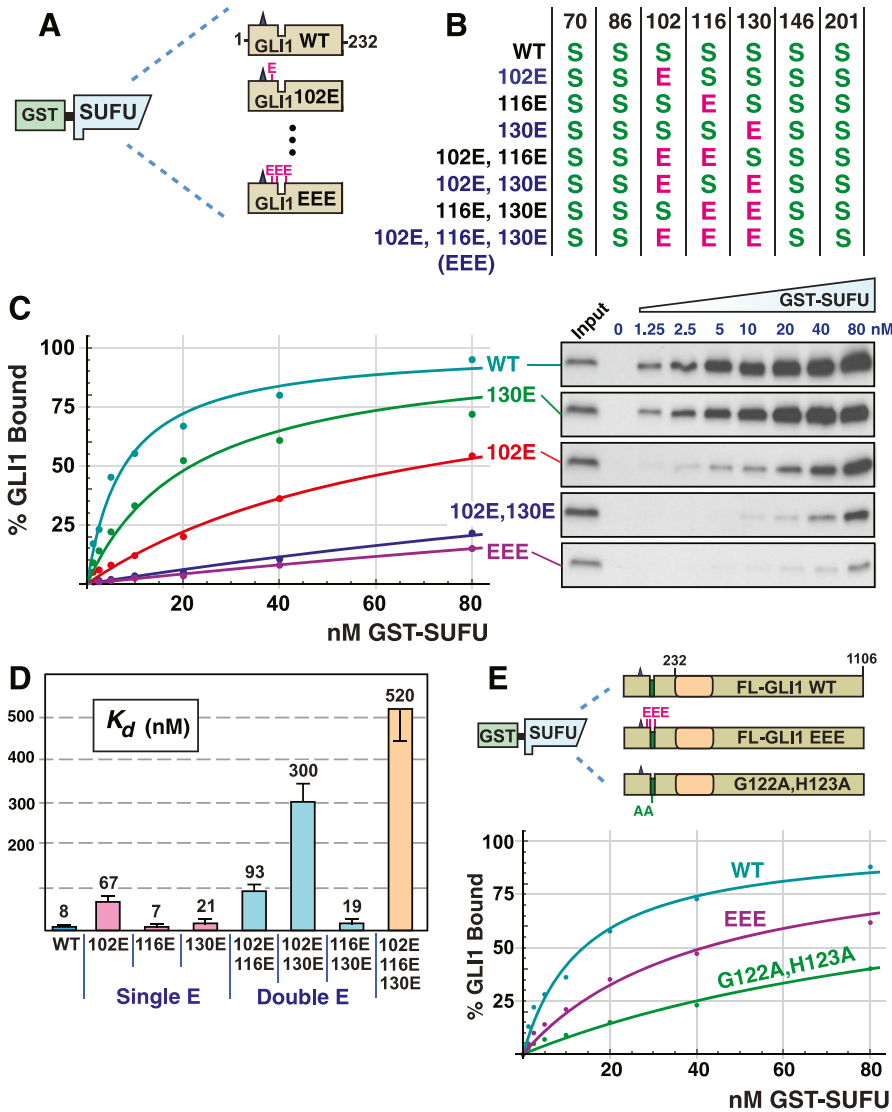 A
GST SUFU
1- GLI1 WT -232
E
GLI1 102E
EEE
GLI1 EEE
B
70 86 102 116 130 146 201
WT S S S S S S S
102E S S E S S S S
116E S S S E S S S
130E S S S S E S S
102E, 116E S S E E S S S
102E, 130E S S E S E S S
116E, 130E S S S E E S S
102E, 116E, 130E S S E E E S S
(EEE)
C
% GLI1 Bound
100
75
50
25
20 40 60 80
nM GST-SUFU
WT
130E
102E
102E,130E
EEE
GST-SUFU
Input 0 1.25 2.5 5 10 20 40 80 nM
D
Kd (nM)
500
400
300
200
8 67 7 21 93 300 19 520
WT 102E 116E 130E 102E 102E 116E 102E
116E 130E 130E 116E
130E
Single E Double E
E
232 1106
GST SUFU
FL-GLI1 WT
EEE
FL-GLI1 EEE
G122A,H123A
AA
% GLI1 Bound
100
75
50
25
WT
EEE
G122A,H123A
0 20 40 60 80
nM GST-SUFU